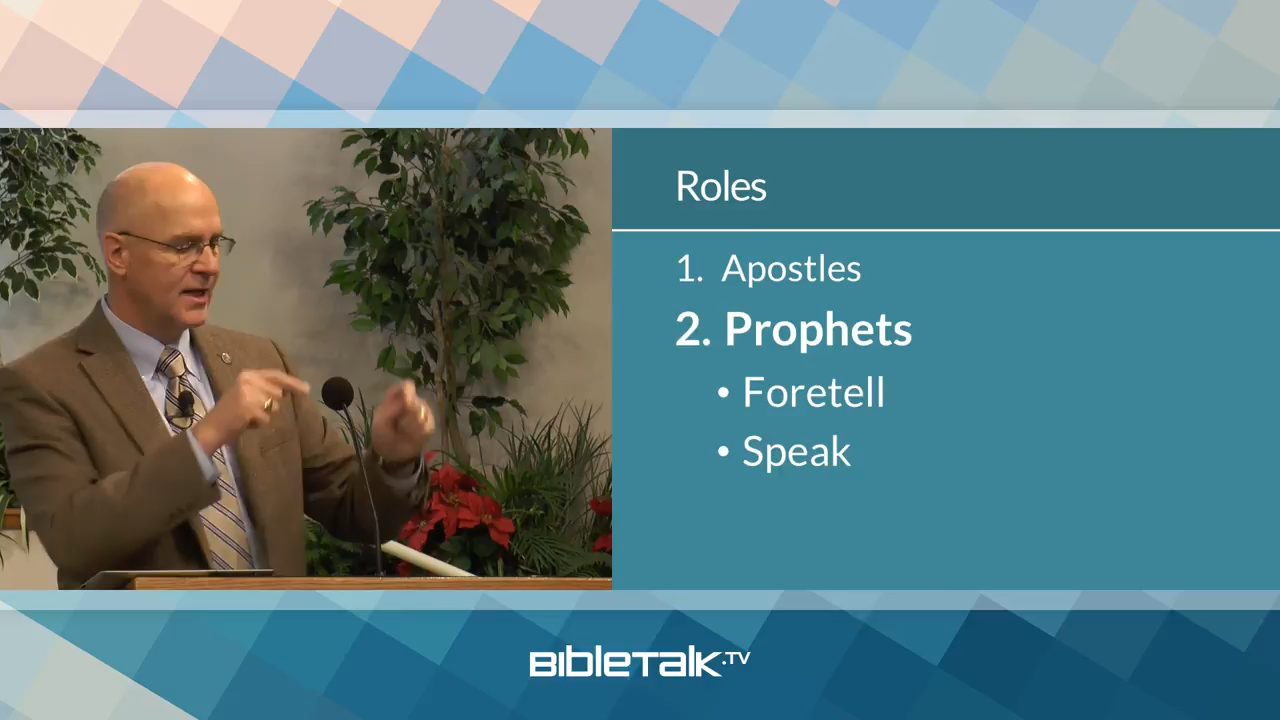 Roles
1. Apostles
2. Prophets
• Foretell
• Speak
BIBLETALK.TV